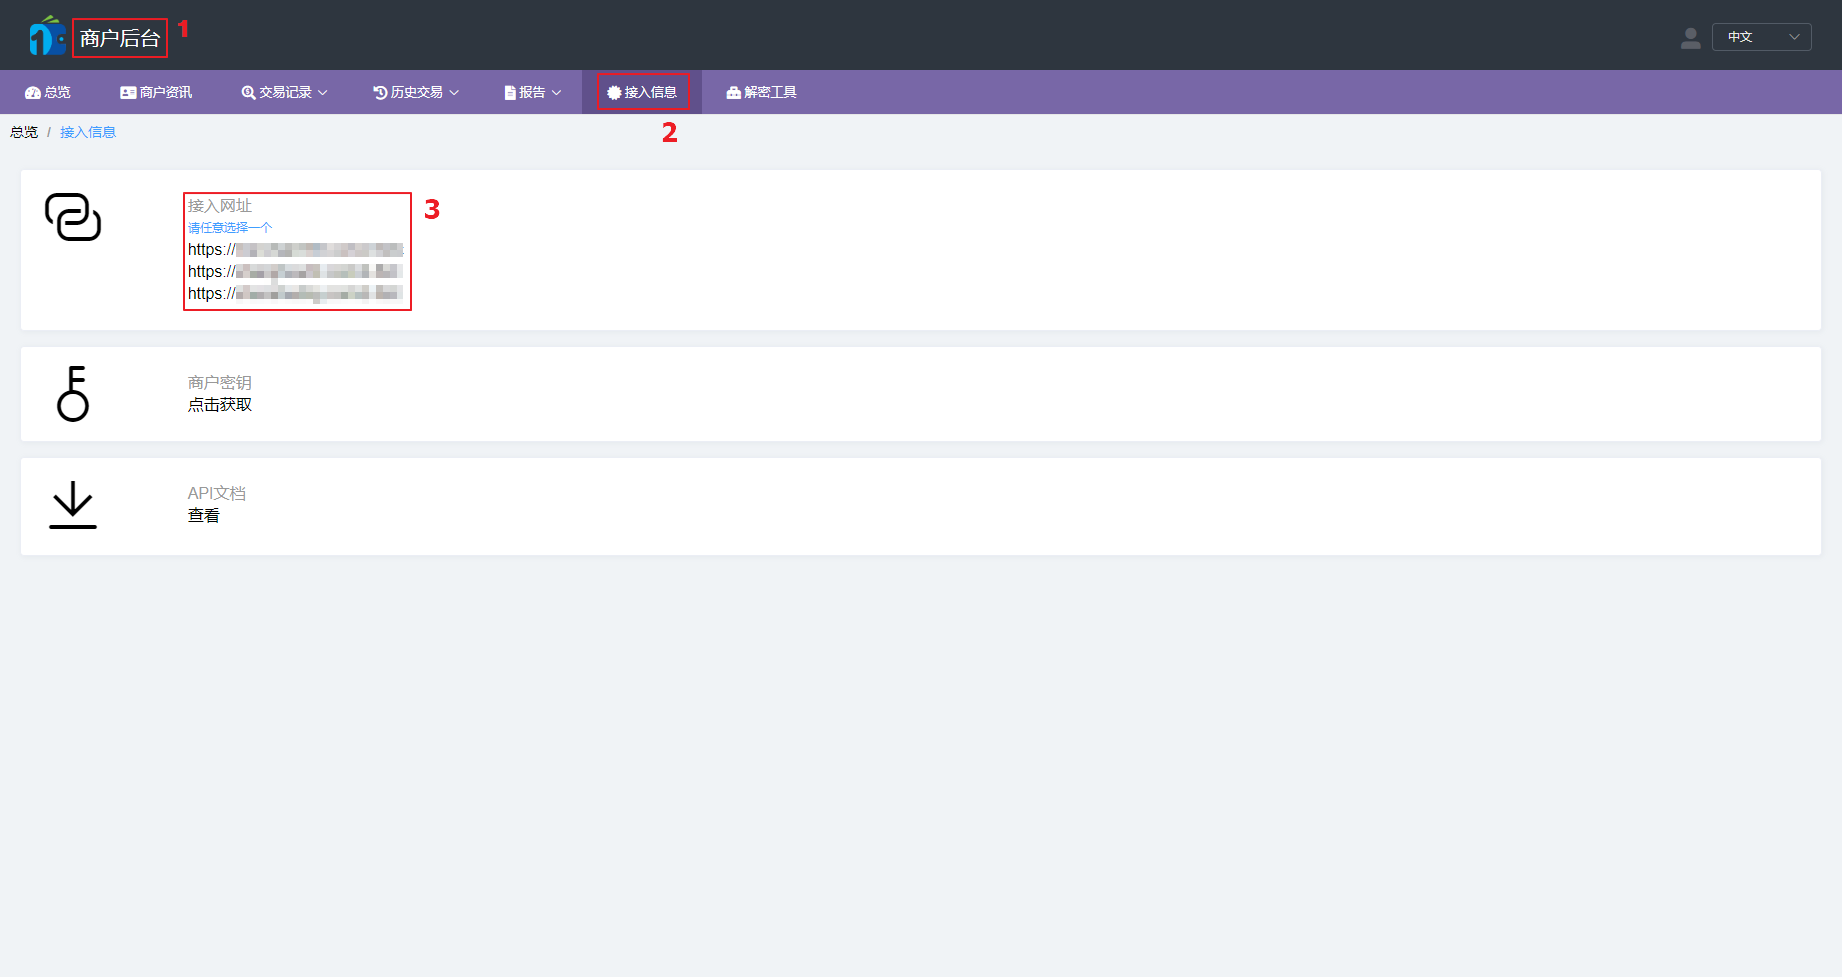 商户后台
1
中文
总览
商户资讯
交易记录
历史交易
报告
接入信息
解密工具
2
总览 / 接入信息
接入网址
3
请任意选择一个
https://
https://
https://
商户密钥
点击获取
API文档
查看